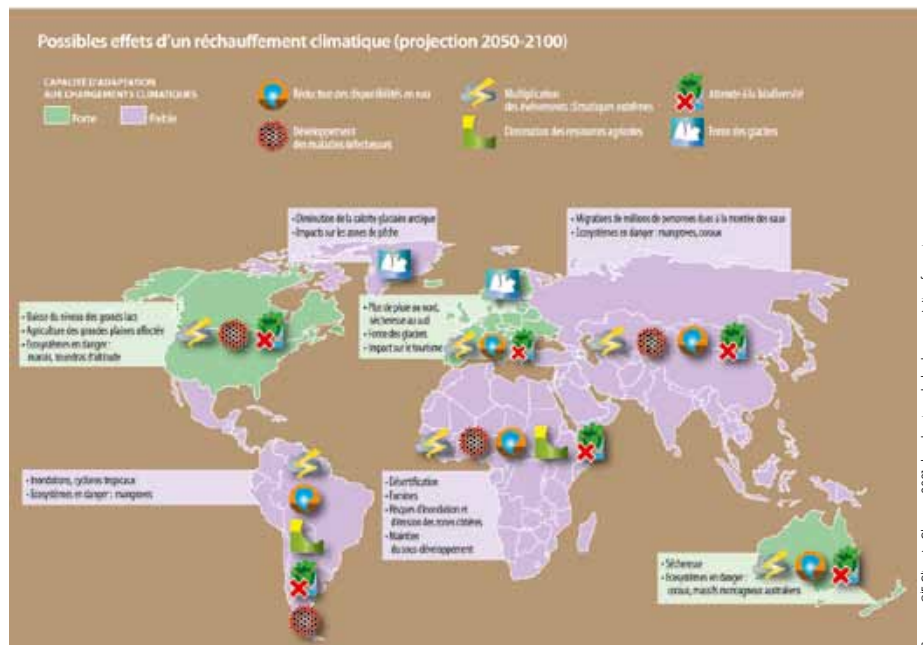 Possibles effets d'un réchauffement climatique (projection 2050-2100)
CAPACITÉ D'ADAPTATION
AUX CHANGEMENTS CLIMATIQUES
Forte
Faible
Réduction des disponibilités en eau
Développement
des maladies infectieuses
Multiplication
des événements climatiques extrêmes
Diminution des ressources agricoles
Atteinte à la biodiversité
Fonte des glaciers
• Diminution de la calotte glaciaire arctique
• Impacts sur les zones de pêche
• Migrations de millions de personnes dues à la montée des eaux
• Ecosystèmes en danger : mangroves, coraux
• Baisse du niveau des grands lacs
• Agriculture des grandes plaines affectée
• Ecosystèmes en danger :
marais, toundras d'altitude
• Plus de pluie au nord,
sécheresse au sud
• Fonte des glaciers
• Impact sur le tourisme
• Inondations, cyclones tropicaux
• Ecosystèmes en danger : mangroves
• Désertification
• Famines
• Risques d'inondation et
d'érosion des zones côtières
• Maintien
du sous-développement
• Sécheresse
• Ecosystèmes en danger :
coraux, massifs montagneux australiens